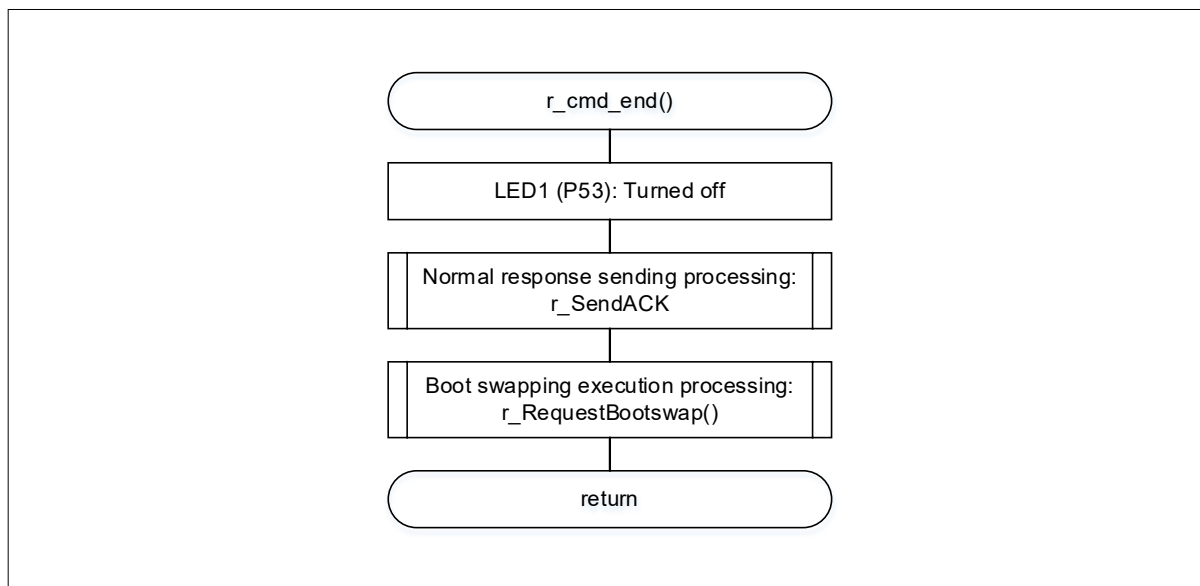 r_cmd_end()
LED1 (P53): Turned off
Normal response sending processing:
r_SendACK
Boot swapping execution processing:
r_RequestBootswap()
return